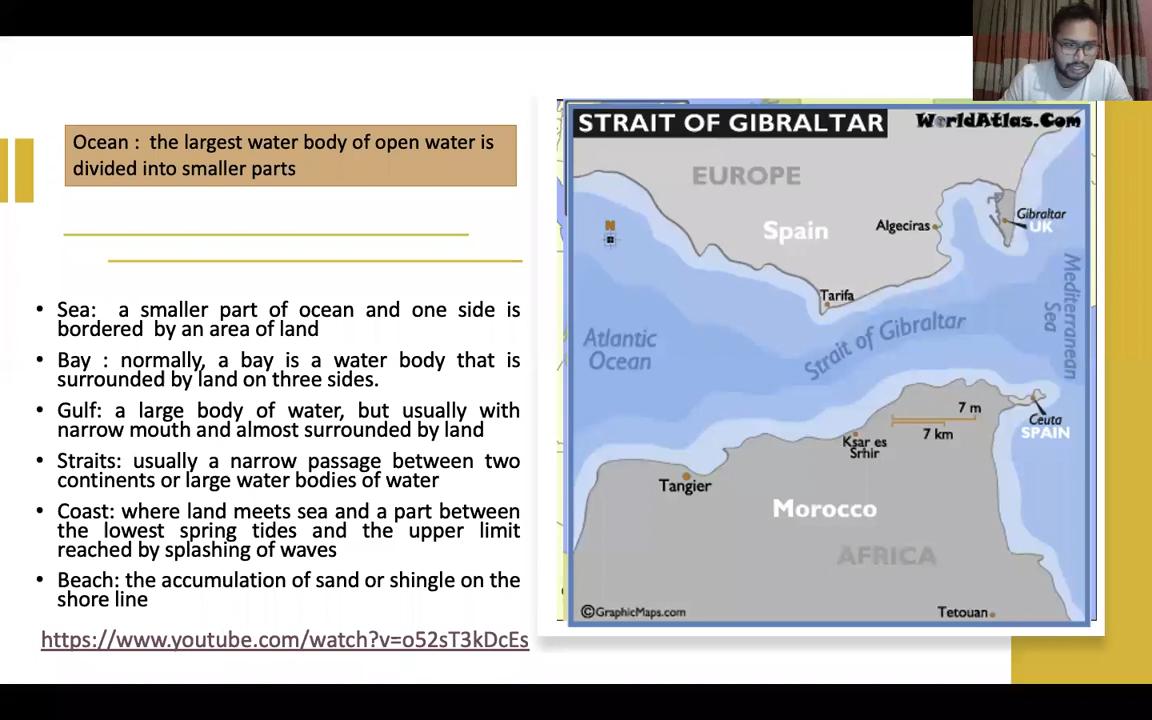 Ocean : the largest water body of open water is
divided into smaller parts
• Sea: a smaller part of ocean and one side is
bordered by an area of land
• Bay : normally, a bay is a water body that is
surrounded by land on three sides.
• Gulf: a large body of water, but usually with
narrow mouth and almost surrounded by land
• Straits: usually a narrow passage between two
continents or large water bodies of water
• Coast: where land meets sea and a part between
the lowest spring tides and the upper limit
reached by splashing of waves
• Beach: the accumulation of sand or shingle on the
shore line
https://www.youtube.com/watch?v=o52sT3kDcEs
STRAIT OF GIBRALTAR
WorldAtlas.Com
EUROPE
Spain
Algeciras
Gibraltar
UK
N
Tarifa
Atlantic
Ocean
Strait of Gibraltar
Mediterranean
Sea
7 m
7 km
Ceuta
SPAIN
Ksar es
Srhir
Tangier
Morocco
AFRICA
©GraphicMaps.com
Tetouan